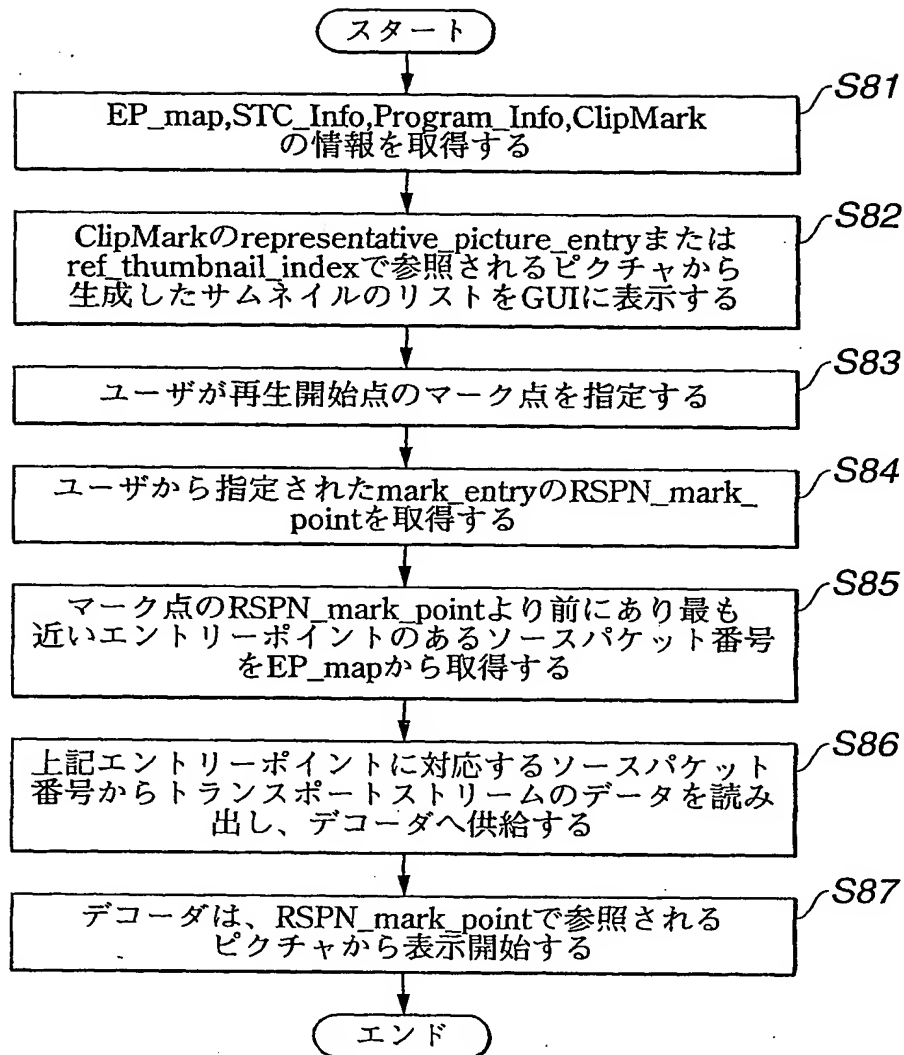 スタート
S81
EP_map,STC_Info,Program_Info,ClipMark
の情報を取得する
S82
ClipMarkのrepresentative_picture_entryまたは
ref_thumbnail_indexで参照されるピクチャから
生成したサムネイルのリストをGUIに表示する
S83
ユーザが再生開始点のマーク点を指定する
S84
ユーザから指定されたmark_entryのRSPN_mark_
pointを取得する
S85
マーク点のRSPN_mark_pointより前にあり最も
近いエントリーポイントのあるソースパケット番号
をEP_mapから取得する
S86
上記エントリーポイントに対応するソースパケット
番号からトランスポートストリームのデータを読み
出し、デコーダへ供給する
S87
デコーダは、RSPN_mark_pointで参照される
ピクチャから表示開始する
エンド